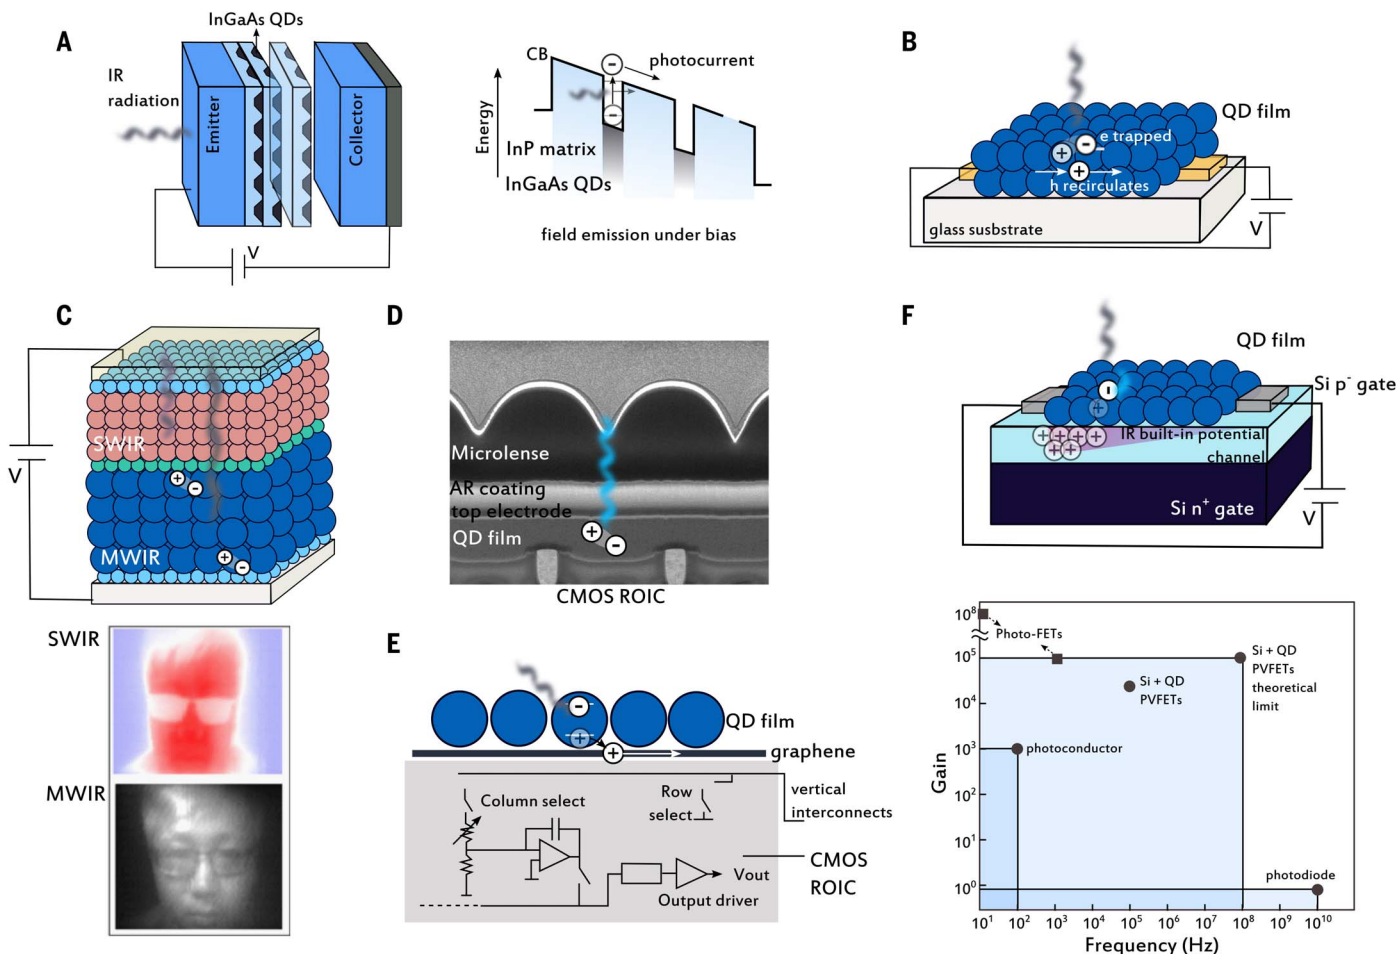 A
InGaAs QDs
IR
radiation
Emitter
Collector
V
CB
photocurrent
Energy
InP matrix
InGaAs QDs
field emission under bias
B
QD film
e trapped
h recirculates
glass susbstrate
V
C
V
SWIR
MWIR
SWIR
MWIR
D
Microlense
AR coating
top electrode
QD film
CMOS ROIC
E
QD film
graphene
Column select
Row
select
vertical
interconnects
CMOS
ROIC
Vout
Output driver
F
QD film
Si p⁻ gate
IR built-in potential
channel
Si n⁺ gate
V
Gain
10⁸
10⁵
10⁴
10³
10²
10¹
10⁰
Photo-FETs
Si + QD
PVFETs
Si + QD
PVFETs
theoretical
limit
photoconductor
photodiode
10¹ 10² 10³ 10⁴ 10⁵ 10⁶ 10⁷ 10⁸ 10⁹ 10¹⁰
Frequency (Hz)